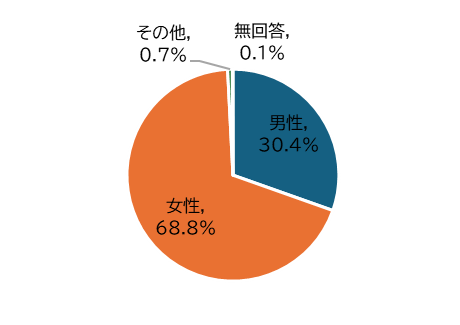 その他,
0.7%
無回答,
0.1%
男性,
30.4%
女性,
68.8%